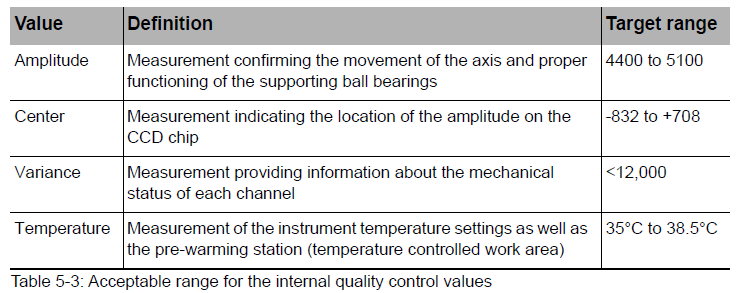 Value Definition Target range
Amplitude Measurement confirming the movement of the axis and proper 4400 to 5100
functioning of the supporting ball bearings
Center Measurement indicating the location of the amplitude on the -832 to +708
CCD chip
Variance Measurement providing information about the mechanical <12,000
status of each channel
Temperature Measurement of the instrument temperature settings as well as 35°C to 38.5°C
the pre-warming station (temperature controlled work area)
Table 5-3: Acceptable range for the internal quality control values